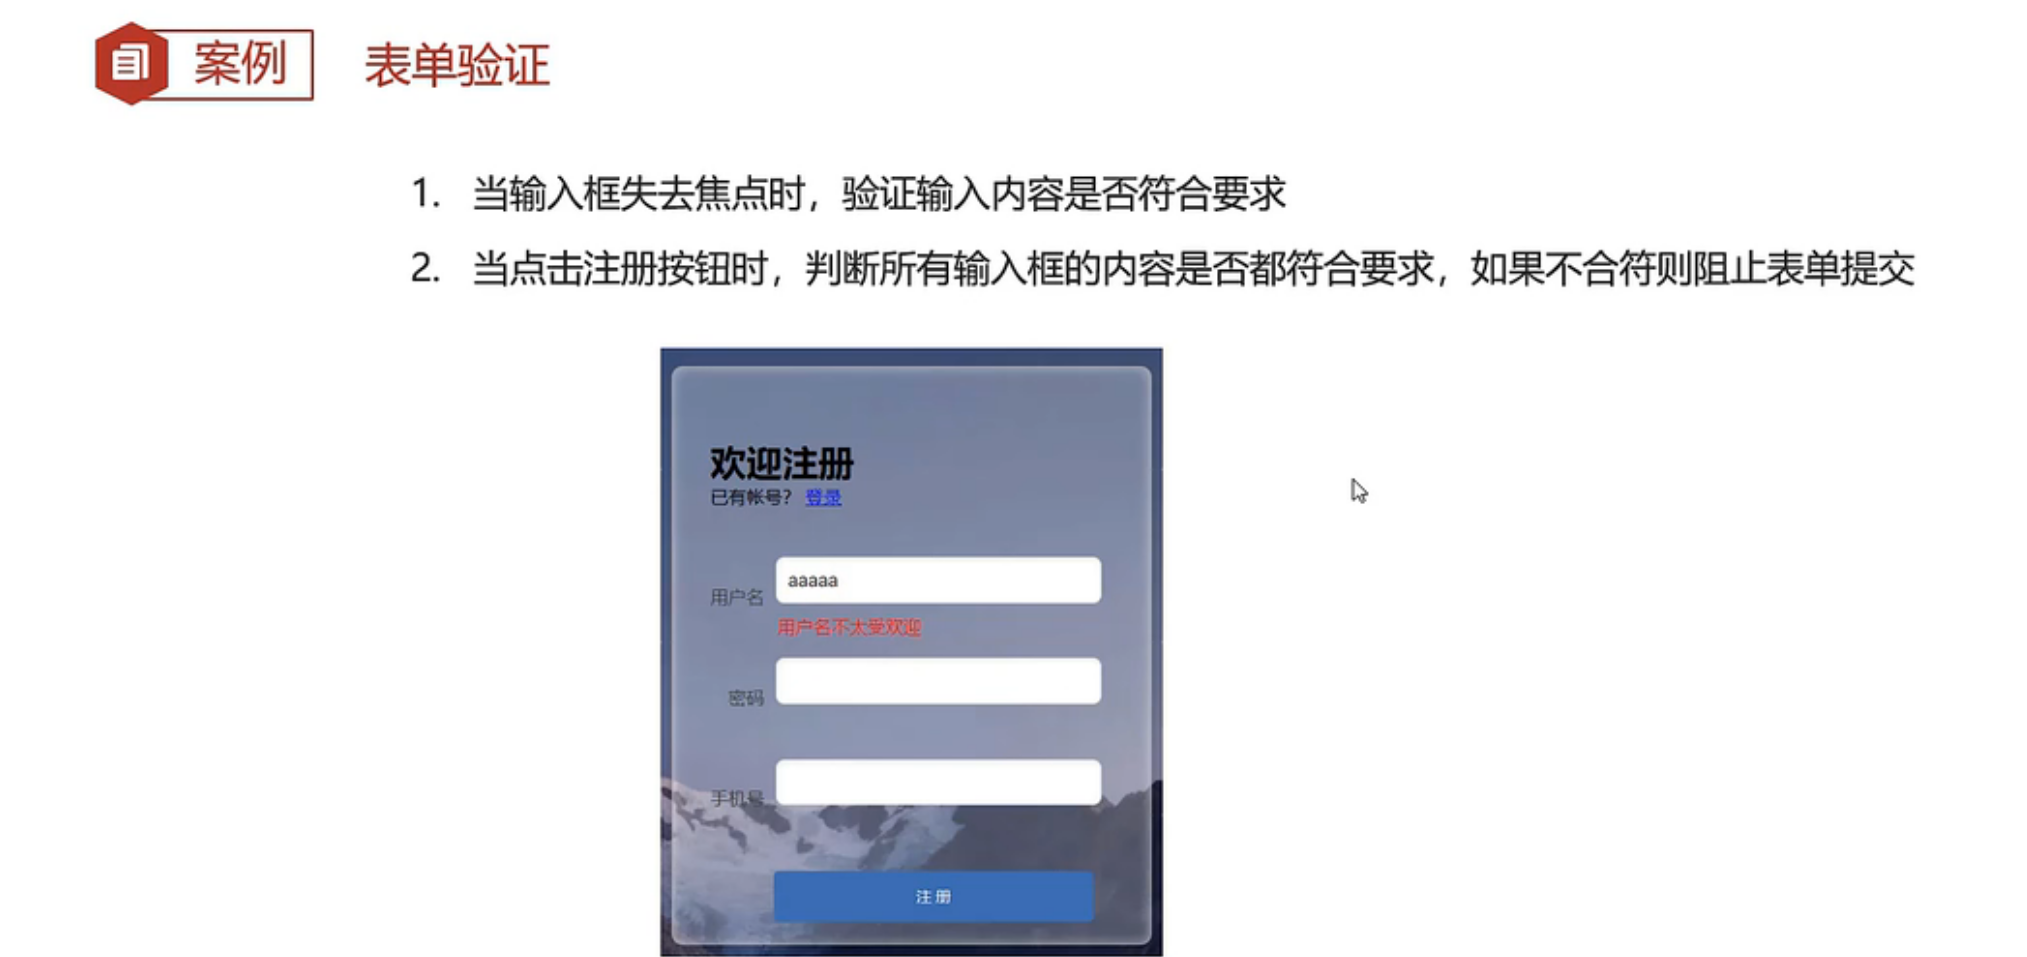 案例
表单验证
1. 当输入框失去焦点时，验证输入内容是否符合要求
2. 当点击注册按钮时，判断所有输入框的内容是否都符合要求，如果不合符则阻止表单提交
欢迎注册
已有帐号？ 登录
用户名 aaaaa
用户名不太受欢迎
密码
手机号
注册